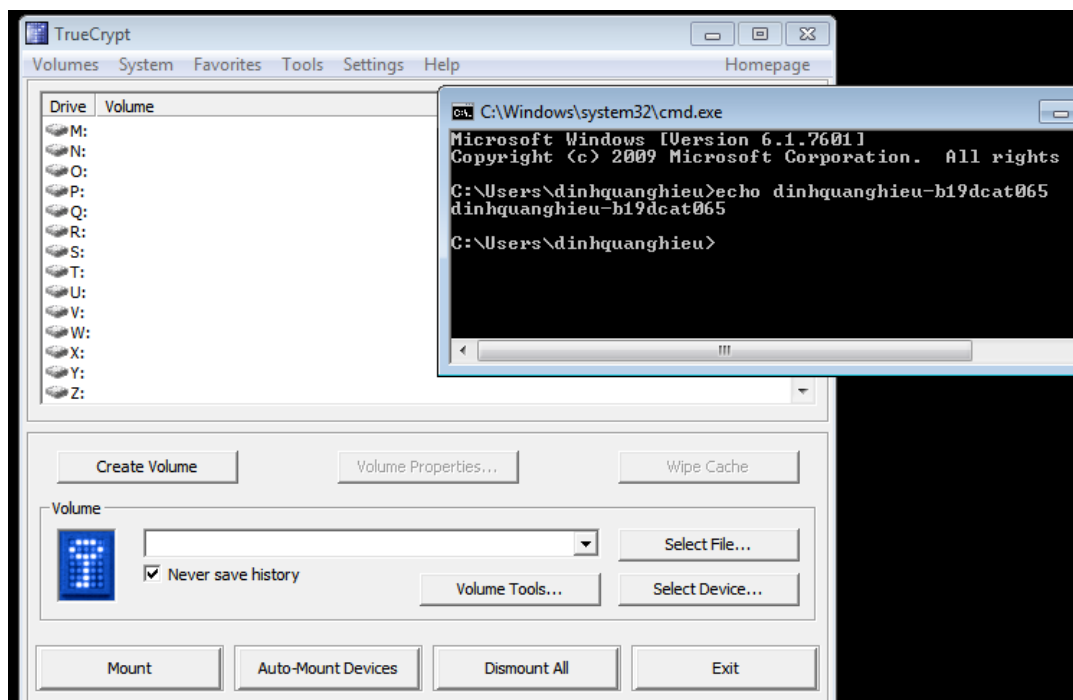 TrueCrypt
Volumes System Favorites Tools Settings Help Homepage
Drive Volume
M:
N:
O:
P:
Q:
R:
S:
T:
U:
V:
W:
X:
Y:
Z:
C:\Windows\system32\cmd.exe
Microsoft Windows [Version 6.1.7601]
Copyright (c) 2009 Microsoft Corporation. All rights
C:\Users\dinhquanghieu>echo dinhquanghieu-b19dcat065
dinhquanghieu-b19dcat065
C:\Users\dinhquanghieu>
Create Volume Volume Properties... Wipe Cache
Volume
Select File...
Never save history
Volume Tools... Select Device...
Mount Auto-Mount Devices Dismount All Exit